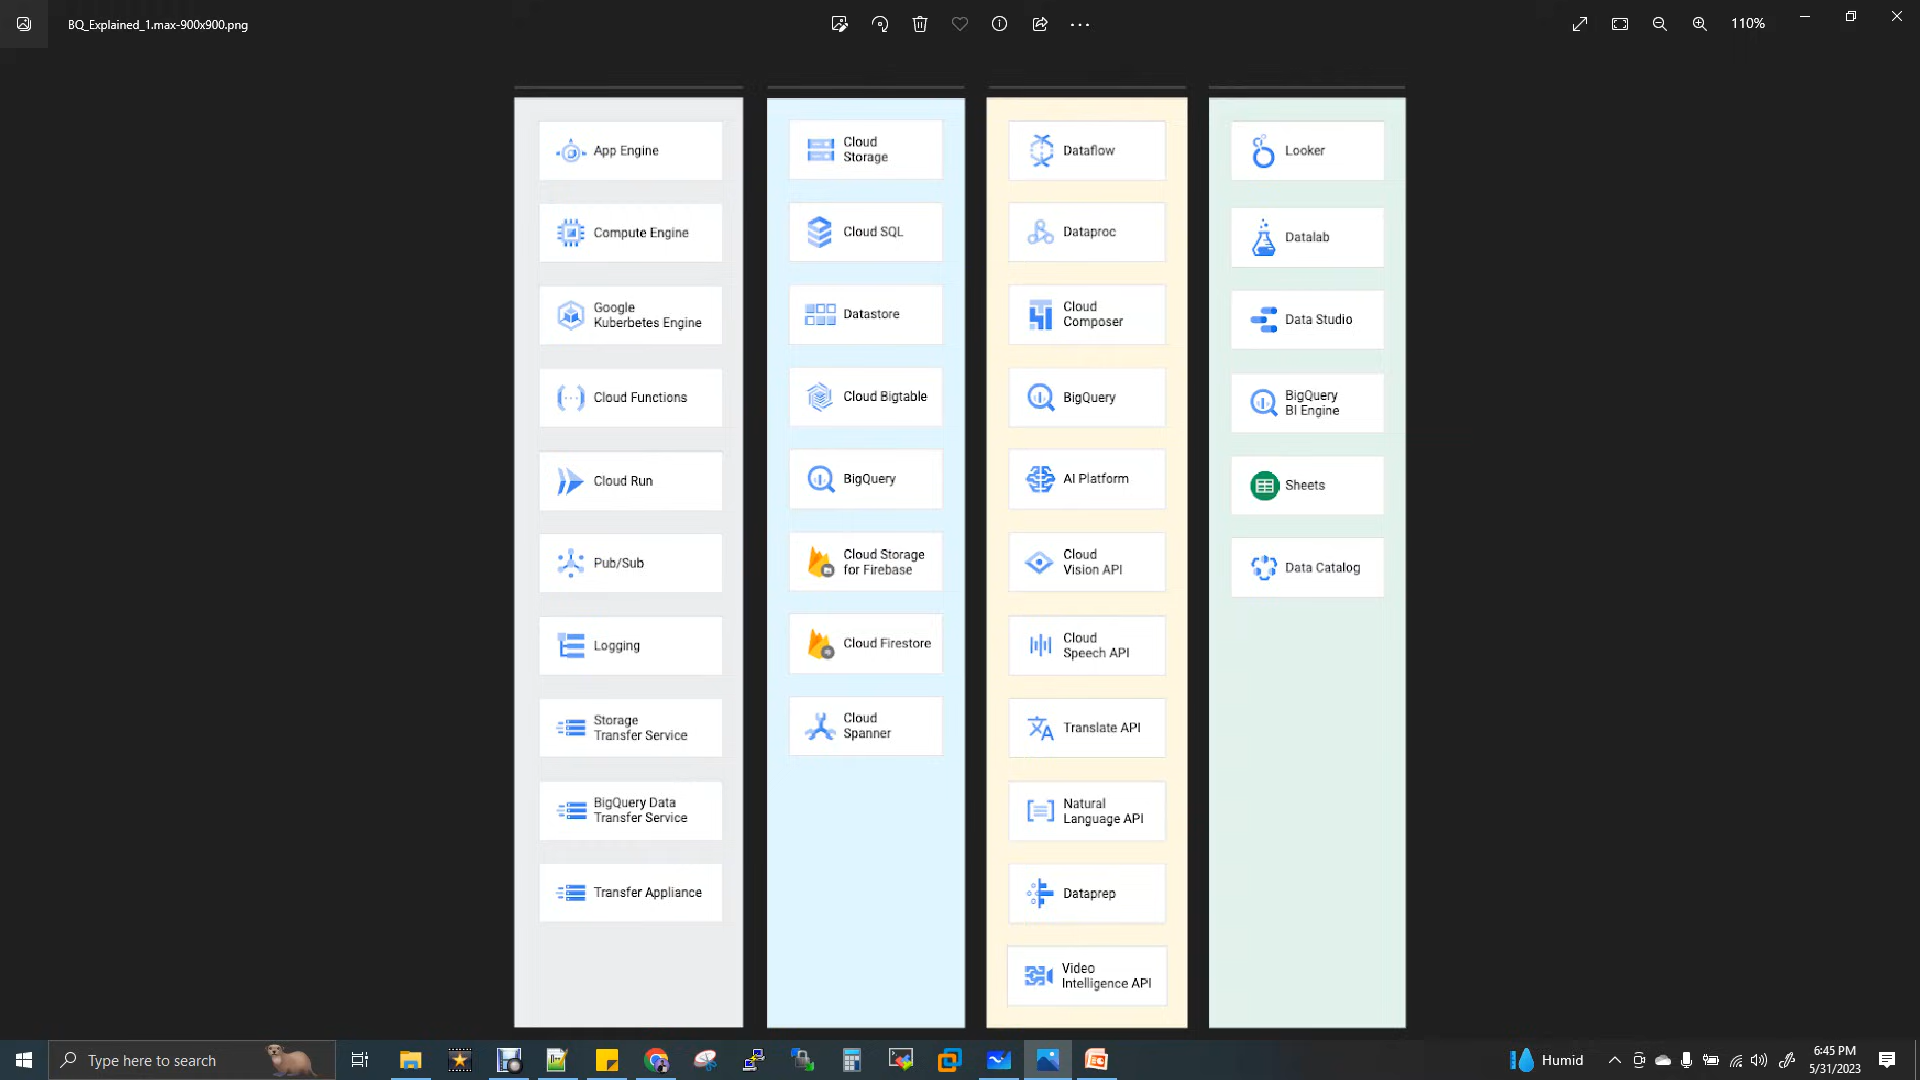 BQ_Explained_1.max-900x900.png
110%
App Engine
Compute Engine
Google
Kuberbetes Engine
Cloud Functions
Cloud Run
Pub/Sub
Logging
Storage
Transfer Service
BigQuery Data
Transfer Service
Transfer Appliance
Cloud
Storage
Cloud SQL
Datastore
Cloud Bigtable
BigQuery
Cloud Storage
for Firebase
Cloud Firestore
Cloud
Spanner
Dataflow
Dataproc
Cloud
Composer
BigQuery
AI Platform
Cloud
Vision API
Cloud
Speech API
Translate API
Natural
Language API
Dataprep
Video
Intelligence API
Looker
Datalab
Data Studio
BigQuery
BI Engine
Sheets
Data Catalog
Type here to search
Humid
6:45 PM
5/31/2023